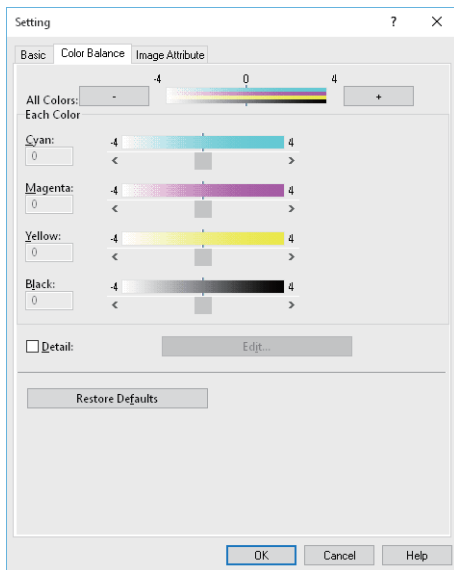 Setting ? ×
Basic Color Balance Image Attribute
-4 0 4
All Colors: - +
Each Color
Cyan: -4 4
0 < >
Magenta: -4 4
0 < >
Yellow: -4 4
0 < >
Black: -4 4
0 < >
Detail: Edit...
Restore Defaults
OK Cancel Help